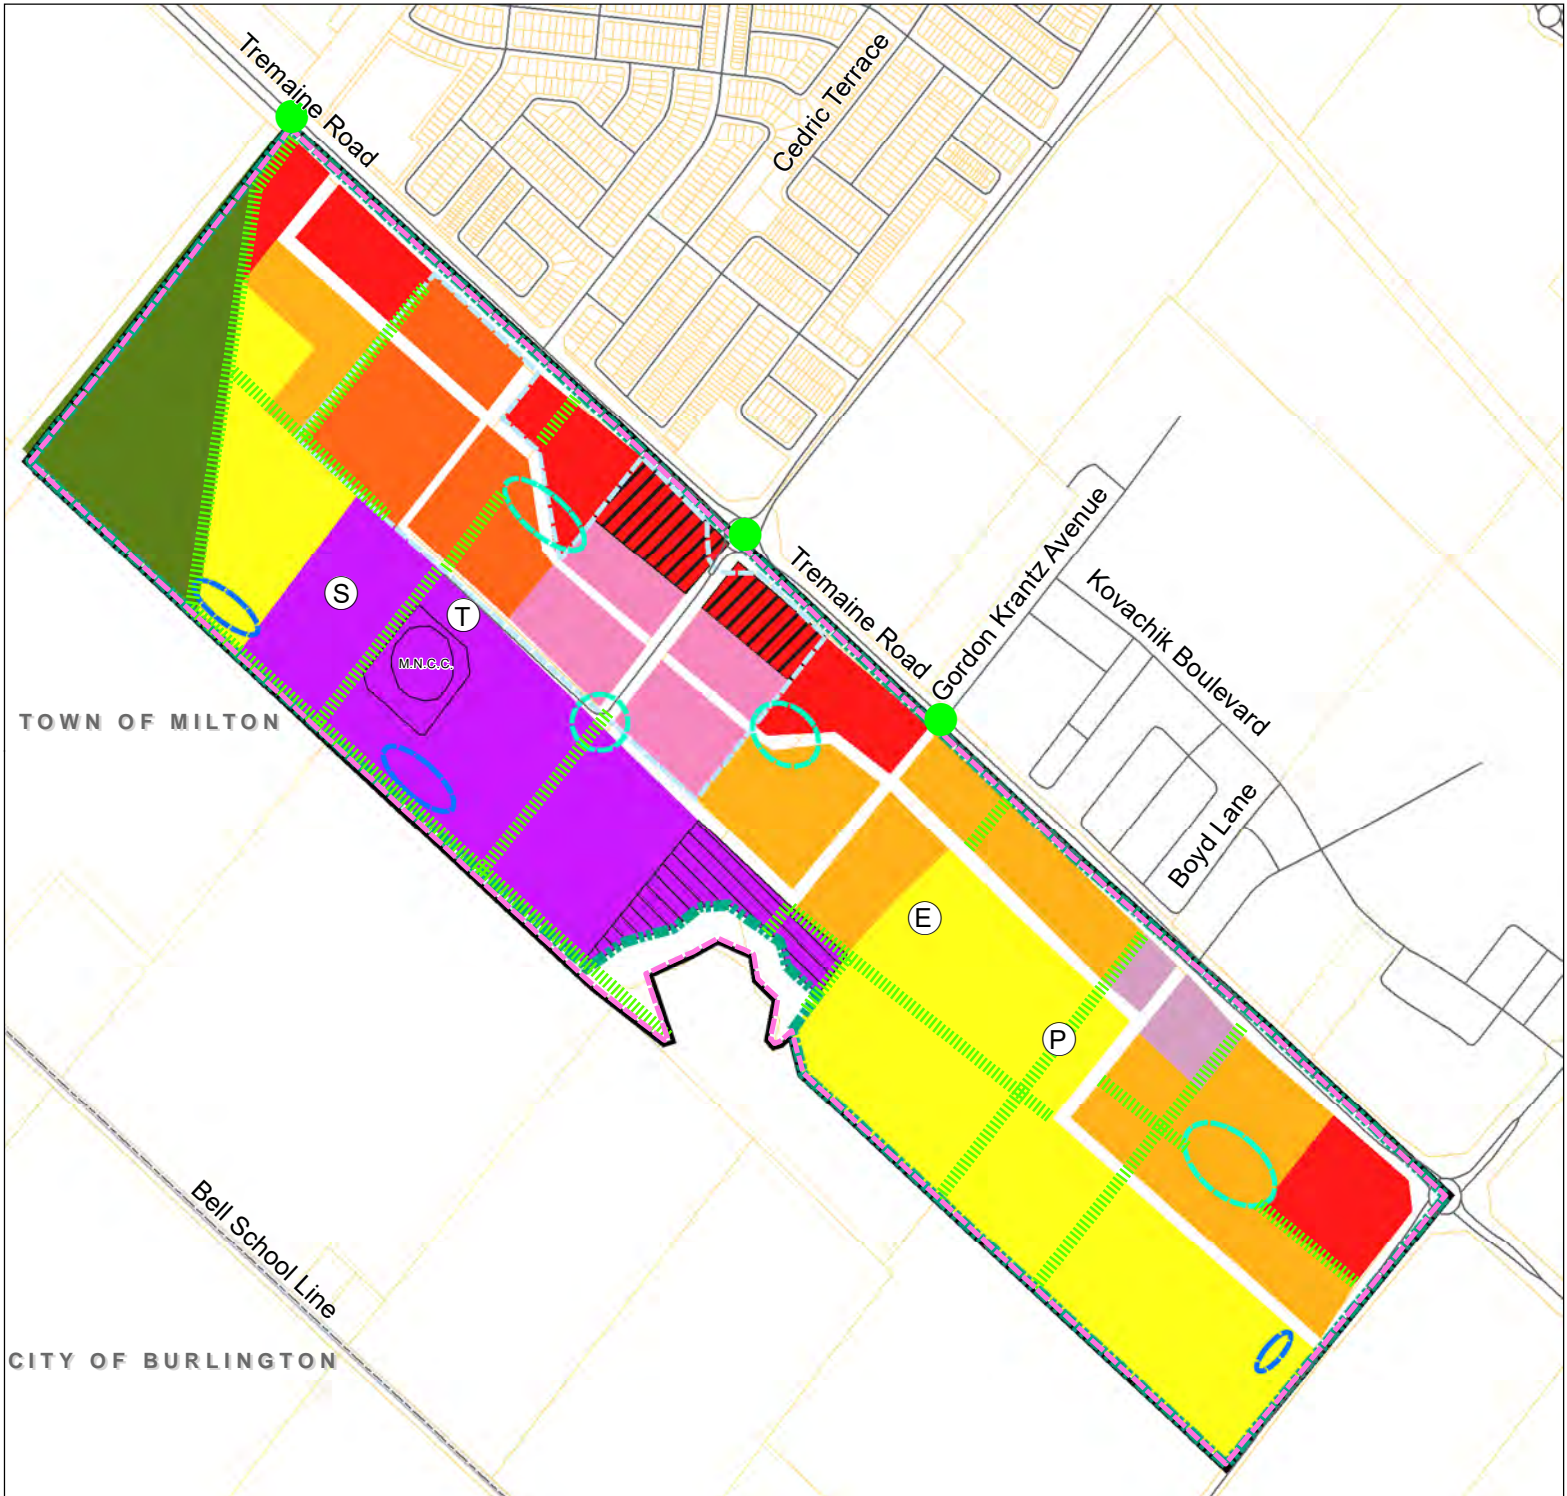 Tremaine Road
Cedric Terrace
Gordon Krantz Avenue
Tremaine Road
Kovachik Boulevard
S
T
M.N.C.C.
TOWN OF MILTON
Boyd Lane
E
P
Bell School Line
CITY OF BURLINGTON